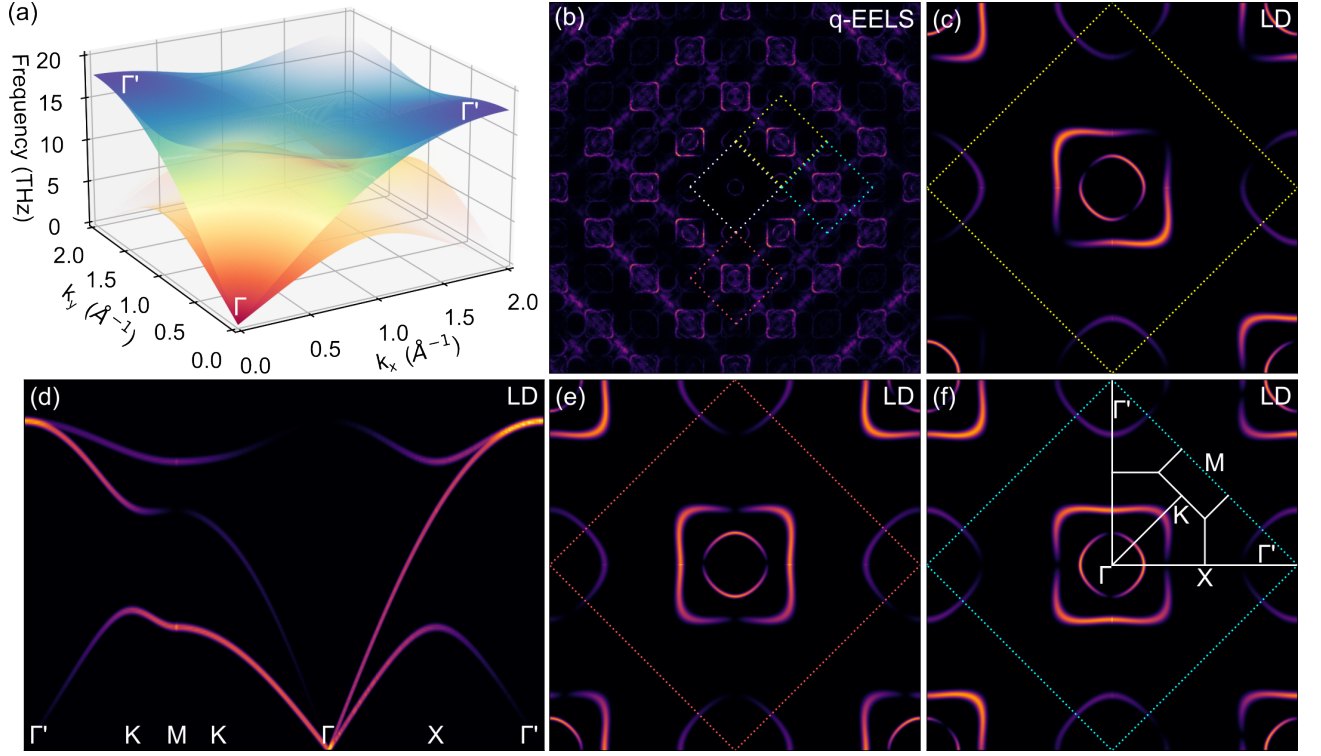 (a)
Frequency (THz)
20
15
10
5
0
2.0
1.5
1.0
0.5
0.0
k_y (Å⁻¹)
0.0
0.5
1.0
1.5
2.0
k_x (Å⁻¹)
Γ'
Γ'
Γ
(b)
q-EELS
(c)
LD
(d)
LD
Γ' K M K Γ X Γ'
(e)
LD
(f)
LD
Γ'
M
K
Γ
X
Γ'